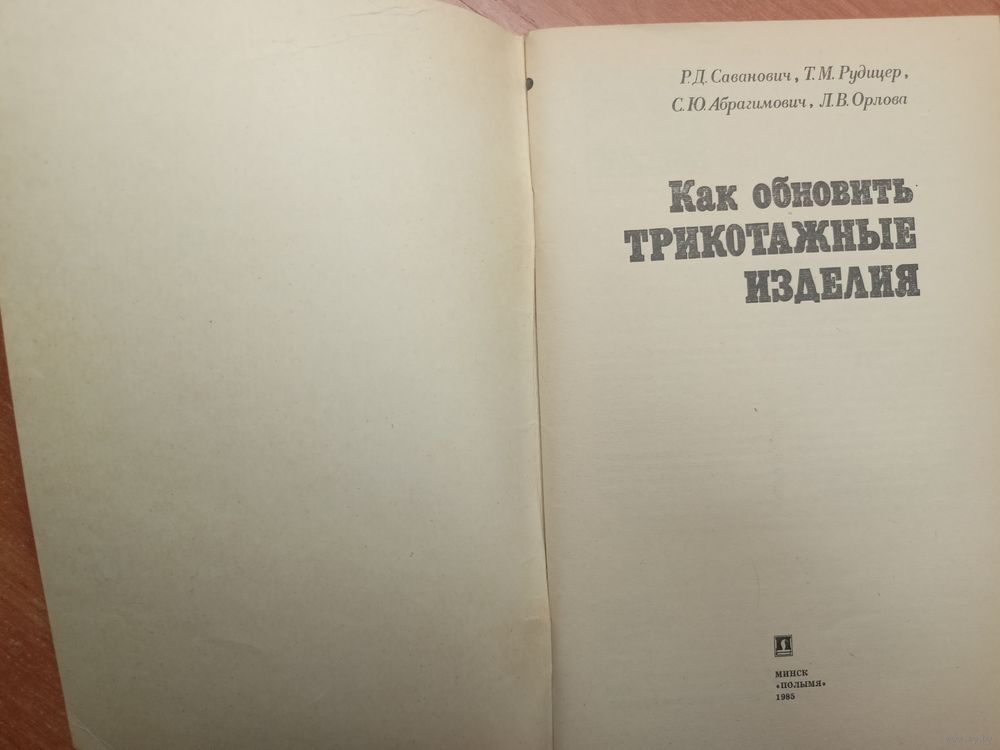 Р.Д. Саванович, Т.М. Рудицер,
С.Ю. Абрагимович, Л.В. Орлова
Как обновить
ТРИКОТАЖНЫЕ
ИЗДЕЛИЯ
МИНСК
«ПОЛЫМЯ»
1985